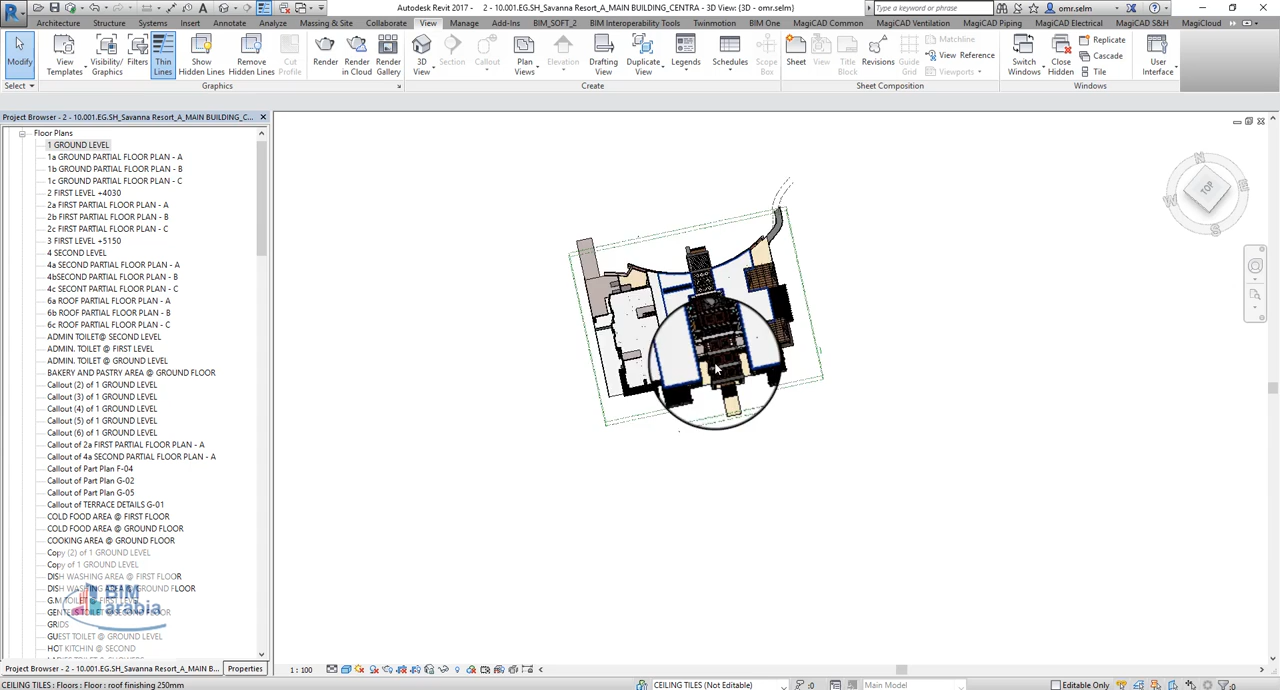 Autodesk Revit 2017 - 2 - 10.001.EG.SH_Savanna Resort_A_MAIN BUILDING_CENTRA - 3D View: {3D - omr.selm}
Type a keyword or phrase
omr.selm
Architecture Structure Systems Insert Annotate Analyze Massing & Site Collaborate View Manage Add-Ins BIM_SOFT_2 BIM Interoperability Tools Twinmotion BIM One MagiCAD Common MagiCAD Ventilation MagiCAD Piping MagiCAD Electrical MagiCAD S&H MagiCloud
Modify View Templates Visibility/ Graphics Filters Thin Lines Show Hidden Lines Remove Hidden Lines Cut Profile Render Render in Cloud Render Gallery 3D View Section Callout Plan Views Elevation Drafting View Duplicate View Legends Schedules Scope Box Sheet View Title Block Revisions Guide Grid Matchline View Reference Viewports Switch Windows Close Hidden Replicate Cascade Tile User Interface
Select Graphics Create Sheet Composition Windows
Project Browser - 2 - 10.001.EG.SH_Savanna Resort_A_MAIN BUILDING_C...
Floor Plans
1 GROUND LEVEL
1a GROUND PARTIAL FLOOR PLAN - A
1b GROUND PARTIAL FLOOR PLAN - B
1c GROUND PARTIAL FLOOR PLAN - C
2 FIRST LEVEL +4030
2a FIRST PARTIAL FLOOR PLAN - A
2b FIRST PARTIAL FLOOR PLAN - B
2c FIRST PARTIAL FLOOR PLAN - C
3 FIRST LEVEL +5150
4 SECOND LEVEL
4a SECOND PARTIAL FLOOR PLAN - A
4bSECOND PARTIAL FLOOR PLAN - B
4c SECONT PARTIAL FLOOR PLAN - C
6a ROOF PARTIAL FLOOR PLAN - A
6b ROOF PARTIAL FLOOR PLAN - B
6c ROOF PARTIAL FLOOR PLAN - C
ADMIN TOILET@ SECOND LEVEL
ADMIN. TOILET @ FIRST LEVEL
ADMIN. TOILET @ GROUND LEVEL
BAKERY AND PASTRY AREA @ GROUND FLOOR
Callout (2) of 1 GROUND LEVEL
Callout (3) of 1 GROUND LEVEL
Callout (4) of 1 GROUND LEVEL
Callout (5) of 1 GROUND LEVEL
Callout (6) of 1 GROUND LEVEL
Callout of 2a FIRST PARTIAL FLOOR PLAN - A
Callout of 4a SECOND PARTIAL FLOOR PLAN - A
Callout of Part Plan F-04
Callout of Part Plan G-02
Callout of Part Plan G-05
Callout of TERRACE DETAILS G-01
COLD FOOD AREA @ FIRST FLOOR
COLD FOOD AREA @ GROUND FLOOR
COOKING AREA @ GROUND FLOOR
Copy (2) of 1 GROUND LEVEL
Copy of 1 GROUND LEVEL
DISH WASHING AREA @ FIRST FLOOR
DISH WASHING AREA @ GROUND FLOOR
BIM arabia
GRIDS
GUEST TOILET @ GROUND LEVEL
HOT KITCHIN @ SECOND
TOP
N
E
S
W
Project Browser - 2 - 10.001.EG.SH_Savanna Resort_A_MAIN B... Properties
1 : 100
CEILING TILES : Floors : Floor : roof finishing 250mm
CEILING TILES (Not Editable)
:0
Main Model
Editable Only
:0